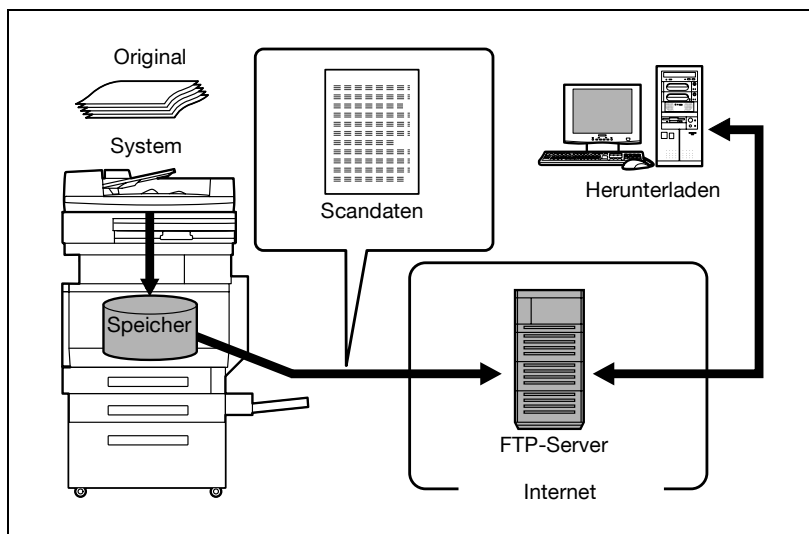 Original
System
Speicher
Scandaten
Herunterladen
FTP-Server
Internet